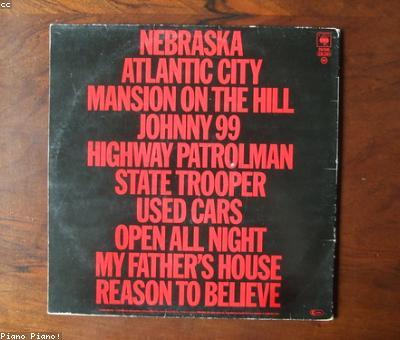 cc
NEBRASKA
CBS
ATLANTIC CITY
MANSION ON THE HILL
JOHNNY 99
HIGHWAY PATROLMAN
STATE TROOPER
USED CARS
OPEN ALL NIGHT
MY FATHER'S HOUSE
REASON TO BELIEVE
Piano Piano!